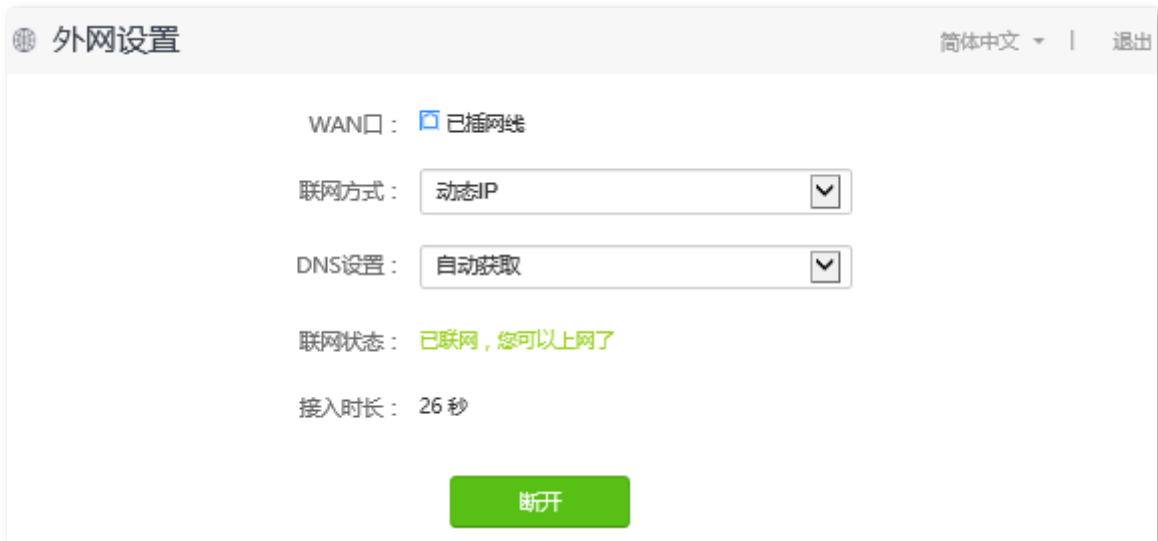 外网设置 简体中文 | 退出
WAN口： 已插网线
联网方式： 动态IP
DNS设置： 自动获取
联网状态： 已联网，您可以上网了
接入时长： 26 秒
断开